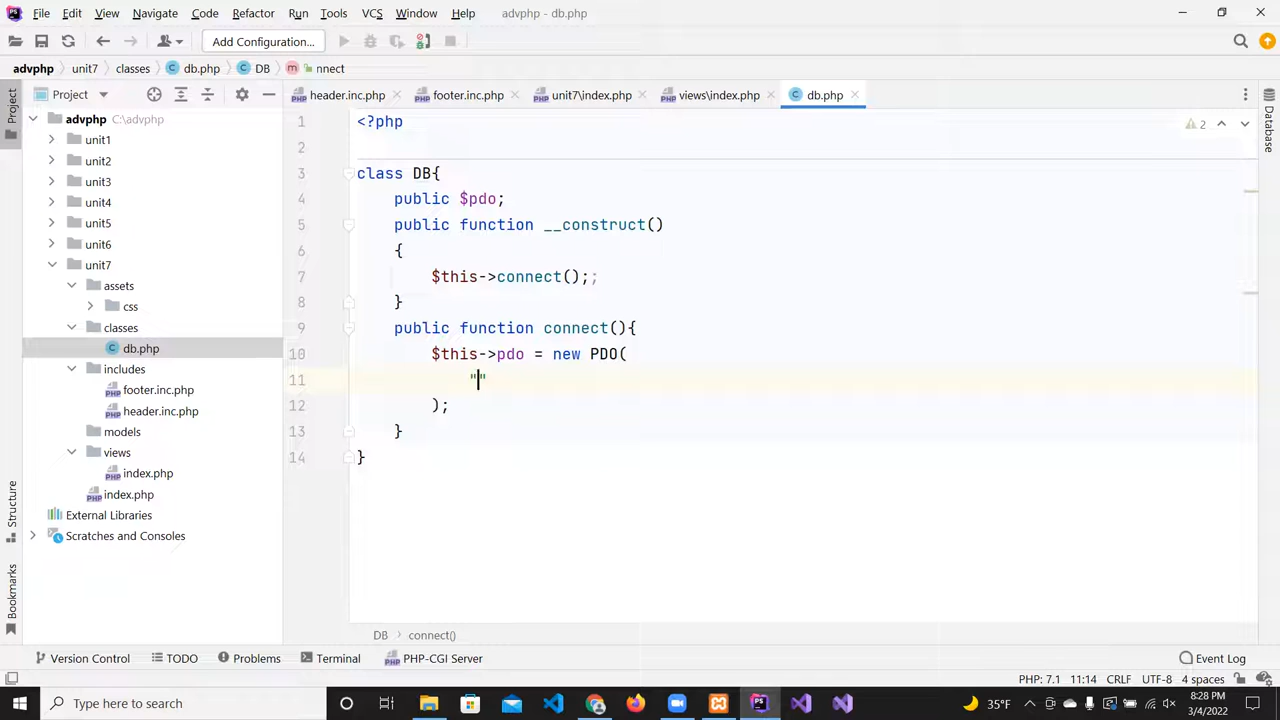 File Edit View Navigate Code Refactor Run Tools VCS Window Help advphp - db.php
Add Configuration...
advphp unit7 classes db.php DB m nnect
Project header.inc.php footer.inc.php unit7\index.php views\index.php db.php
Project
Database
advphp C:\advphp
unit1
unit2
unit3
unit4
unit5
unit6
unit7
assets
css
classes
db.php
includes
footer.inc.php
header.inc.php
models
views
index.php
index.php
External Libraries
Scratches and Consoles
Structure
Bookmarks
1 <?php
2
3 class DB{
4 public $pdo;
5 public function __construct()
6 {
7 $this->connect();;
8 }
9 public function connect(){
10 $this->pdo = new PDO(
11 ""
12 );
13 }
14 }
2
DB connect()
Version Control TODO Problems Terminal PHP-CGI Server Event Log
PHP: 7.1 11:14 CRLF UTF-8 4 spaces
Type here to search
35°F
8:28 PM
3/4/2022